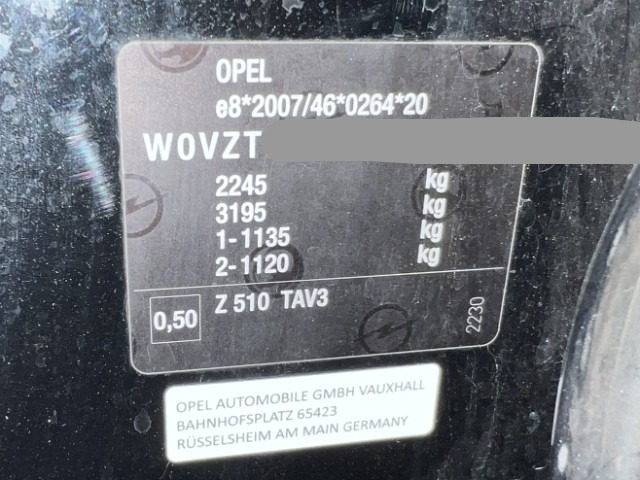 OPEL
e8*2007/46*0264*20
W0VZT
2245 kg
3195 kg
1-1135 kg
2-1120 kg
0,50 Z 510 TAV3
2230
OPEL AUTOMOBILE GMBH VAUXHALL
BAHNHOFSPLATZ 65423
RÜSSELSHEIM AM MAIN GERMANY